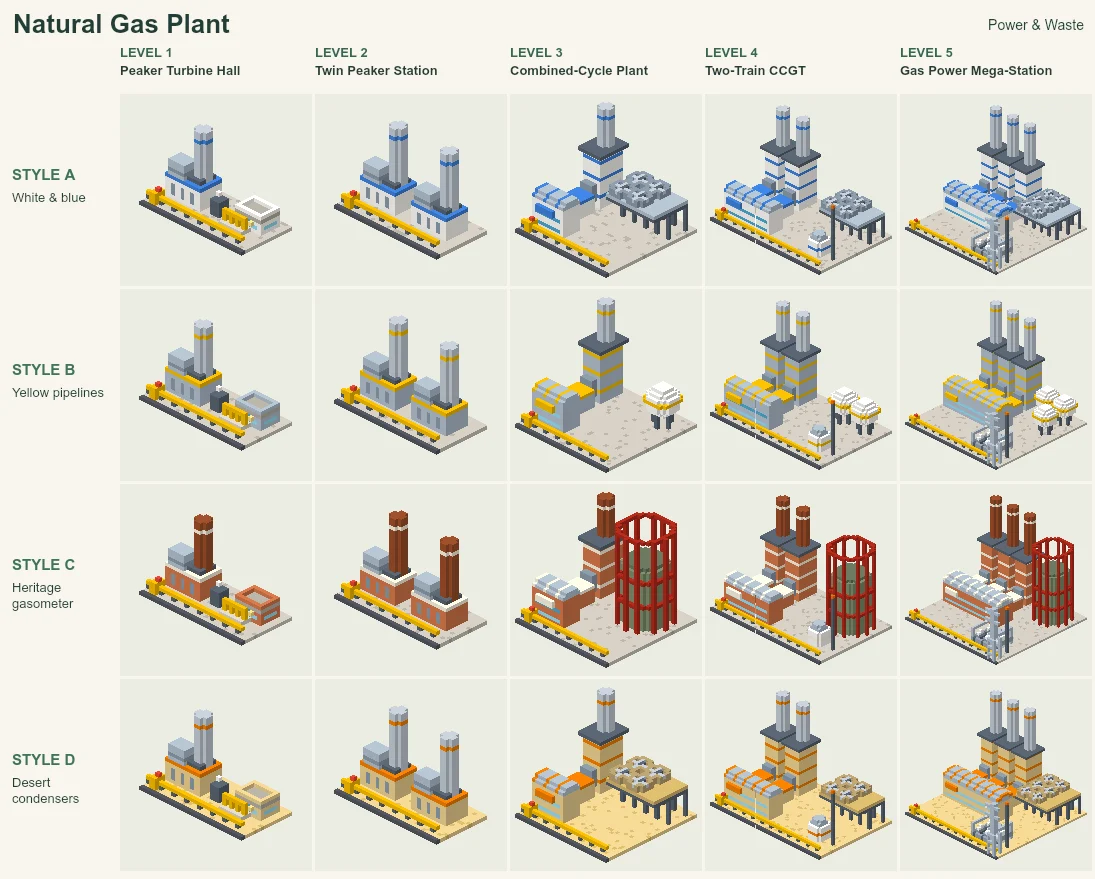 Natural Gas Plant
Power & Waste
LEVEL 1
Peaker Turbine Hall
LEVEL 2
Twin Peaker Station
LEVEL 3
Combined-Cycle Plant
LEVEL 4
Two-Train CCGT
LEVEL 5
Gas Power Mega-Station
STYLE A
White & blue
STYLE B
Yellow pipelines
STYLE C
Heritage
gasometer
STYLE D
Desert
condensers